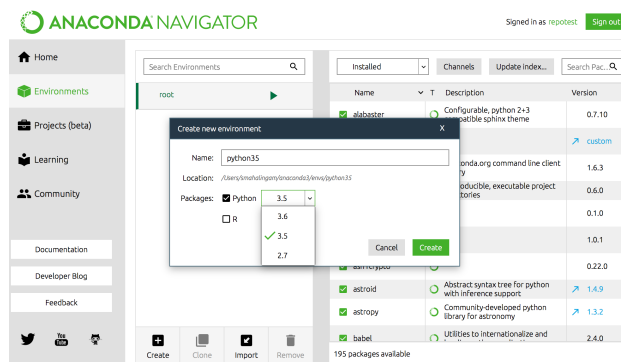 ANACONDA NAVIGATOR
Signed in as repotest
Sign out
Home
Environments
Projects (beta)
Learning
Community
Documentation
Developer Blog
Feedback
You
Tube
Search Environments
root
Create
Clone
Import
Remove
Installed
Channels
Update index...
Search Pac...
Name T Description Version
alabaster Configurable, python 2+3 0.7.10
compatible sphinx theme
custom
onda.org command line client 1.6.3
oducible, executable project 0.6.0
tories
0.1.0
1.0.1
0.22.0
astroid Abstract syntax tree for python 1.4.9
with inference support
astropy Community-developed python 1.3.2
library for astronomy
babel Utilities to internationalize and 2.4.0
195 packages available
Create new environment X
Name: python35
Location: /Users/smahalingam/anaconda3/envs/python35
Packages: Python 3.5
R
3.6
3.5
2.7
Cancel
Create